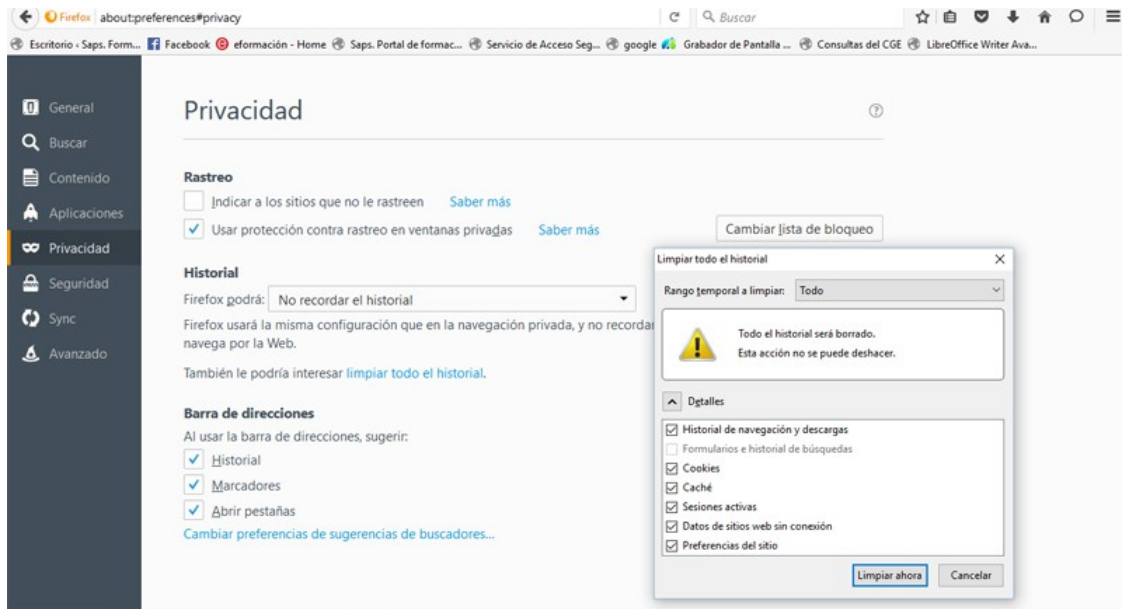 Firefox about:preferences#privacy Buscar
Escritorio ‹ Saps. Form... Facebook eformación - Home Saps. Portal de formac... Servicio de Acceso Seg... google Grabador de Pantalla ... Consultas del CGE LibreOffice Writer Ava...
General
Buscar
Contenido
Aplicaciones
Privacidad
Seguridad
Sync
Avanzado
Privacidad
Rastreo
Indicar a los sitios que no le rastreen Saber más
Usar protección contra rastreo en ventanas privadas Saber más
Cambiar lista de bloqueo
Historial
Firefox podrá: No recordar el historial
Firefox usará la misma configuración que en la navegación privada, y no recordar
navega por la Web.
También le podría interesar limpiar todo el historial.
Barra de direcciones
Al usar la barra de direcciones, sugerir:
Historial
Marcadores
Abrir pestañas
Cambiar preferencias de sugerencias de buscadores...
Limpiar todo el historial
Rango temporal a limpiar: Todo
Todo el historial será borrado.
Esta acción no se puede deshacer.
Detalles
Historial de navegación y descargas
Formularios e historial de búsquedas
Cookies
Caché
Sesiones activas
Datos de sitios web sin conexión
Preferencias del sitio
Limpiar ahora Cancelar